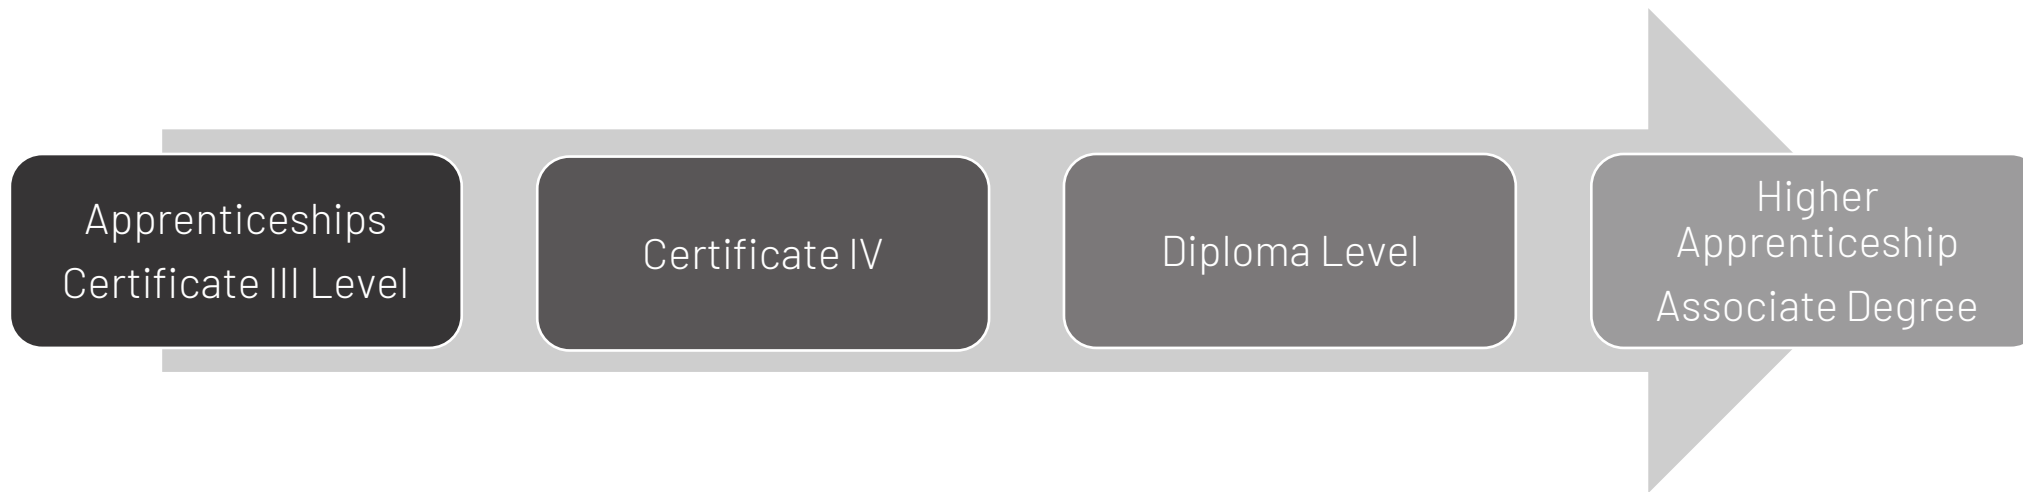 Apprenticeships
Certificate III Level
Certificate IV
Diploma Level
Higher
Apprenticeship
Associate Degree